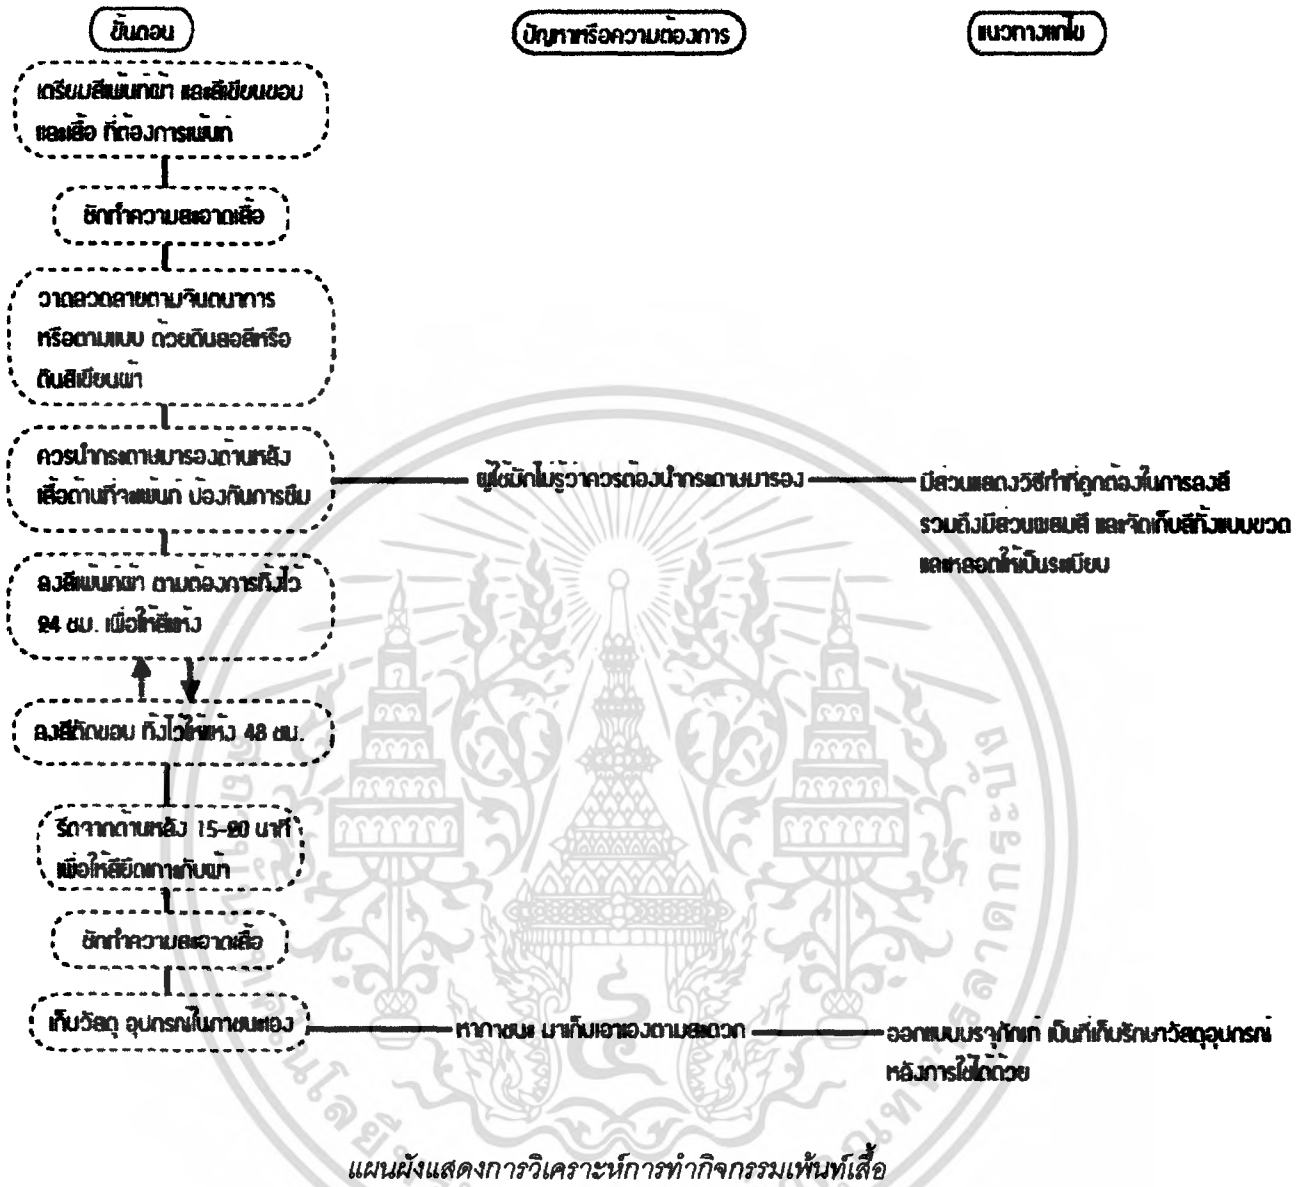 ขั้นตอน
ปัญหาหรือความต้องการ
แนวทางแก้ไข
เตรียมสีเพ้นท์ผ้า และสีเขียนขอบ
และเสื้อ ที่ต้องการเพ้นท์
ซักทำความสะอาดเสื้อ
วาดลวดลายตามจินตนาการ
หรือตามแบบ ด้วยดินสอสีหรือ
ดินสีเขียนผ้า
ควรนำกระดาษมารองด้านหลัง
เสื้อด้านที่จะเพ้นท์ ป้องกันการซึม
ผู้ใช้มักไม่รู้ว่าควรต้องนำกระดาษมารอง
มีส่วนแสดงวิธีทำที่ถูกต้องในการลงสี
รวมถึงมีส่วนผสมสี และจัดเก็บสีทั้งแบบขวด
และหลอดให้เป็นระเบียบ
ลงสีเพ้นท์ผ้า ตามต้องการทิ้งไว้
24 ชม. เพื่อให้สีแห้ง
ลงสีตัดขอบ ทิ้งไว้ให้แห้ง 48 ชม.
รีดจากด้านหลัง 15-20 นาที
เพื่อให้สียึดเกาะกับผ้า
ซักทำความสะอาดเสื้อ
เก็บวัสดุ อุปกรณ์ในภาชนะเอง
หาภาชนะ มาเก็บเอาเองตามสะดวก
ออกแบบบรรจุภัณฑ์ เป็นที่เก็บรักษาวัสดุอุปกรณ์
หลังการใช้ได้ด้วย
แผนผังแสดงการวิเคราะห์การทำกิจกรรมเพ้นท์เสื้อ